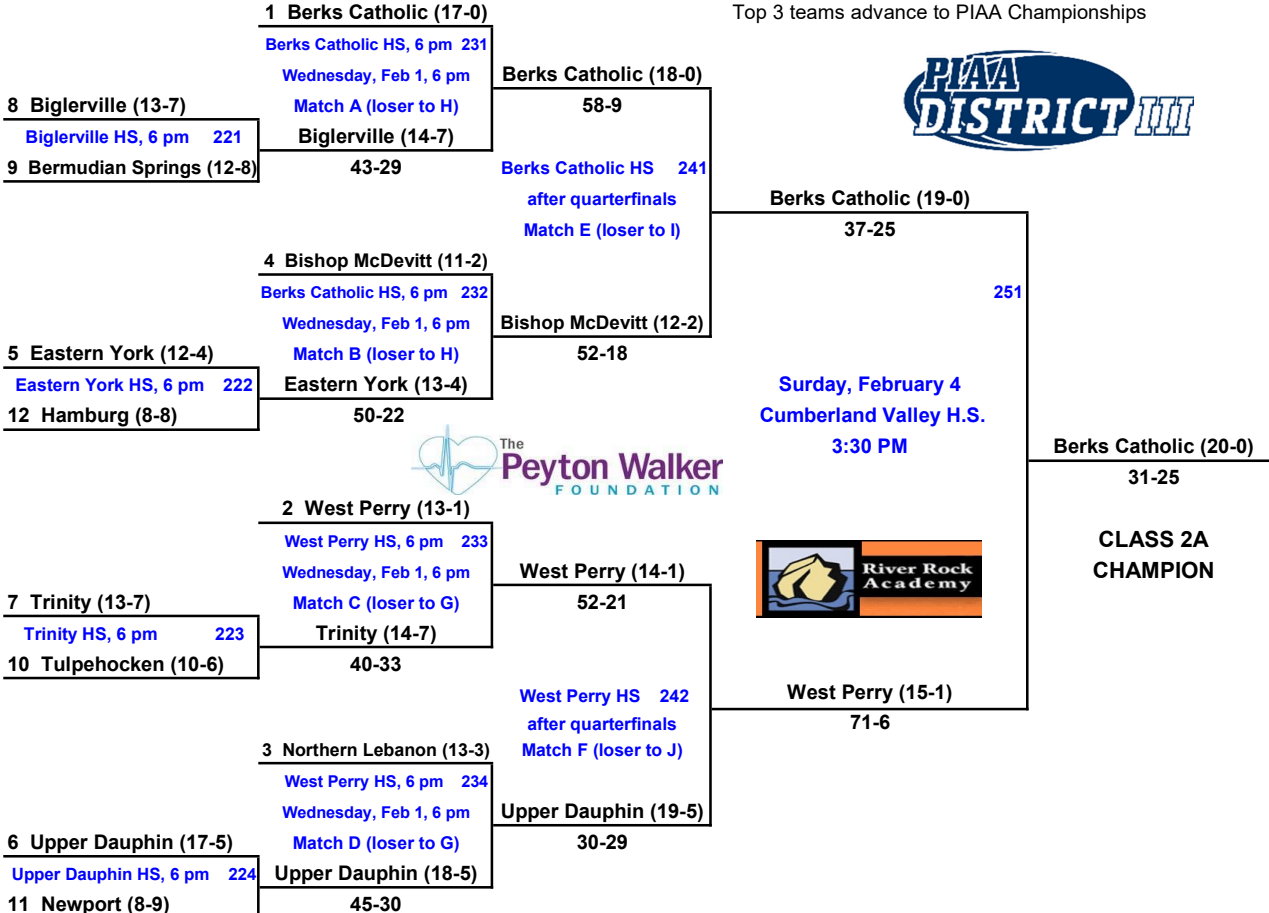 1 Berks Catholic (17-0)
Top 3 teams advance to PIAA Championships
Berks Catholic HS, 6 pm 231
Wednesday, Feb 1, 6 pm
Match A (loser to H)
Berks Catholic (18-0)
58-9
PIAA
DISTRICT III
8 Biglerville (13-7)
Biglerville HS, 6 pm 221
9 Bermudian Springs (12-8)
Biglerville (14-7)
43-29
Berks Catholic HS 241
after quarterfinals
Match E (loser to I)
Berks Catholic (19-0)
37-25
4 Bishop McDevitt (11-2)
Berks Catholic HS, 6 pm 232
Wednesday, Feb 1, 6 pm
Match B (loser to H)
Bishop McDevitt (12-2)
52-18
251
5 Eastern York (12-4)
Eastern York HS, 6 pm 222
12 Hamburg (8-8)
Eastern York (13-4)
50-22
Surday, February 4
Cumberland Valley H.S.
3:30 PM
The
Peyton Walker
FOUNDATION
Berks Catholic (20-0)
31-25
CLASS 2A
CHAMPION
2 West Perry (13-1)
West Perry HS, 6 pm 233
Wednesday, Feb 1, 6 pm
Match C (loser to G)
West Perry (14-1)
52-21
River Rock
Academy
7 Trinity (13-7)
Trinity HS, 6 pm 223
10 Tulpehocken (10-6)
Trinity (14-7)
40-33
West Perry HS 242
after quarterfinals
Match F (loser to J)
West Perry (15-1)
71-6
3 Northern Lebanon (13-3)
West Perry HS, 6 pm 234
Wednesday, Feb 1, 6 pm
Match D (loser to G)
Upper Dauphin (19-5)
30-29
6 Upper Dauphin (17-5)
Upper Dauphin HS, 6 pm 224
11 Newport (8-9)
Upper Dauphin (18-5)
45-30